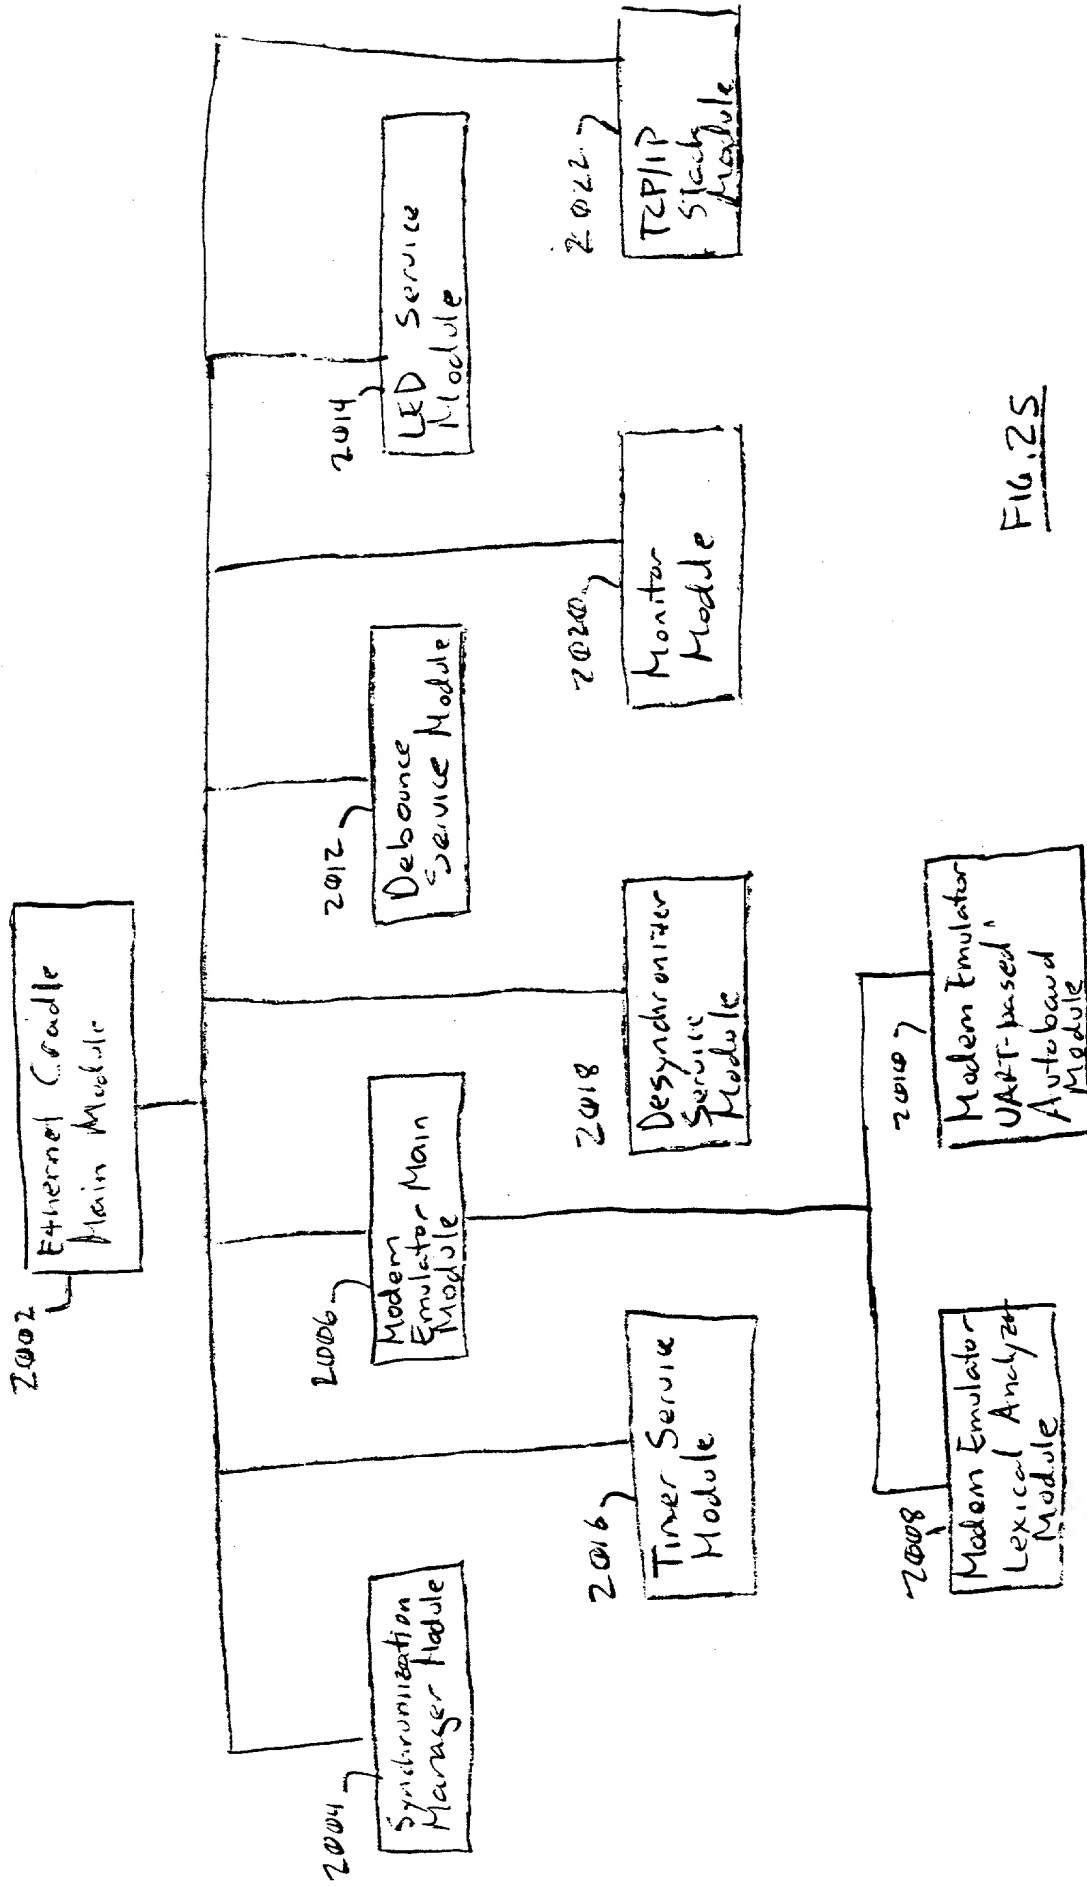 2002
Ethernet Cradle
Main Module
2004
Synchronization
Manager Module
2006
Modem
Emulator Main
Module
2012
Debounce
Service Module
2014
LED Service
Module
2016
Timer Service
Module
2018
Desynchronizer
Service
Module
2020
Monitor
Module
2022
TCP/IP
Stack
Module
2008
Modem Emulator
Lexical Analyzer
Module
2010
Modem Emulator
UART-based
Autobaud
Module
FIG. 25